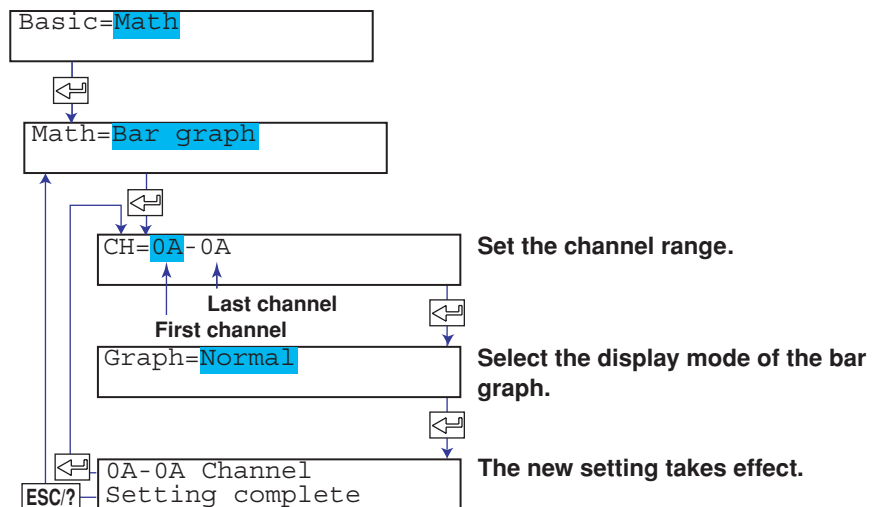 Basic=Math
Math=Bar graph
CH=0A-0A
Set the channel range.
Last channel
First channel
Graph=Normal
Select the display mode of the bar
graph.
0A-0A Channel
Setting complete
The new setting takes effect.
ESC/?